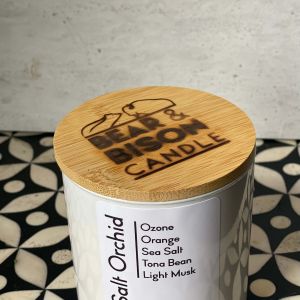 BEAR &
BISON
CANDLE
Salt Orchid
Ozone
Orange
Sea Salt
Tona Bean
Light Musk